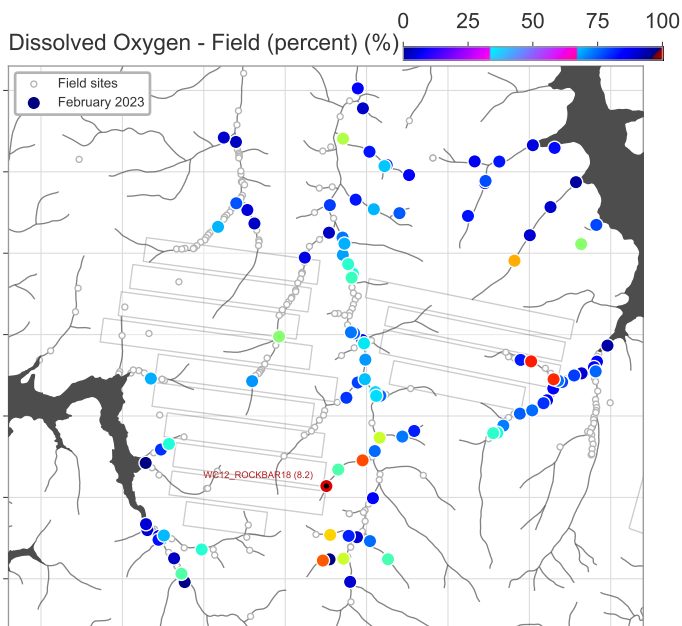 0 25 50 75 100
Dissolved Oxygen - Field (percent) (%)
Field sites
February 2023
WC12_ROCKBAR18 (8.2)